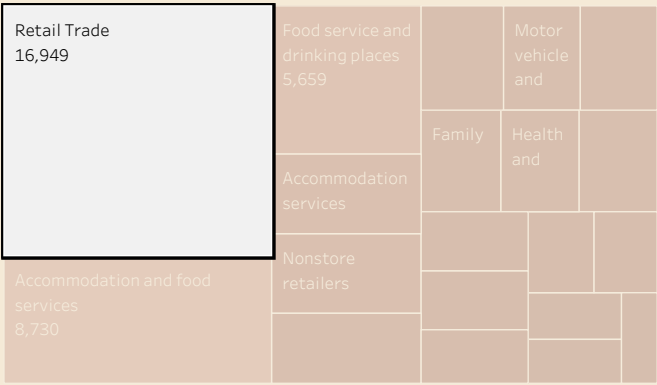 Retail Trade
16,949
Food service and
drinking places
5,659
Motor
vehicle
and
Family
Health
and
Accommodation
services
Nonstore
retailers
Accommodation and food
services
8,730